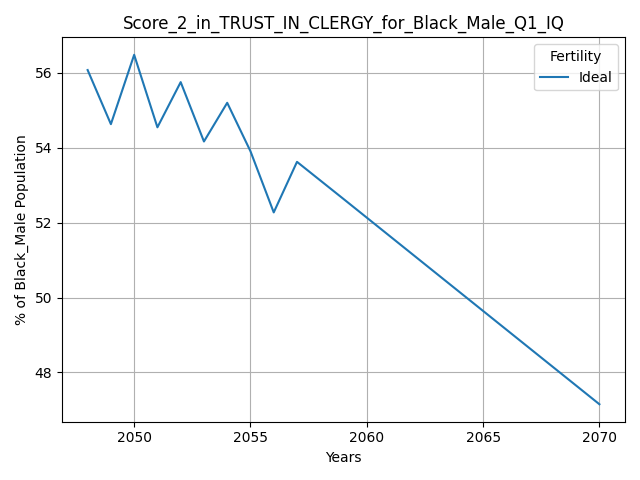 Score_2_in_TRUST_IN_CLERGY_for_Black_Male_Q1_IQ
Fertility
Ideal
% of Black_Male Population
56
54
52
50
48
2050
2055
2060
2065
2070
Years